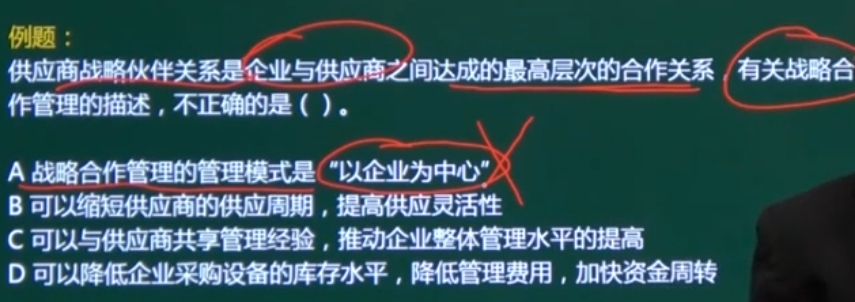 例题：
供应商战略伙伴关系是企业与供应商之间达成的最高层次的合作关系，有关战略合
作管理的描述，不正确的是（ ）。
A 战略合作管理的管理模式是“以企业为中心”
B 可以缩短供应商的供应周期，提高供应灵活性
C 可以与供应商共享管理经验，推动企业整体管理水平的提高
D 可以降低企业采购设备的库存水平，降低管理费用，加快资金周转